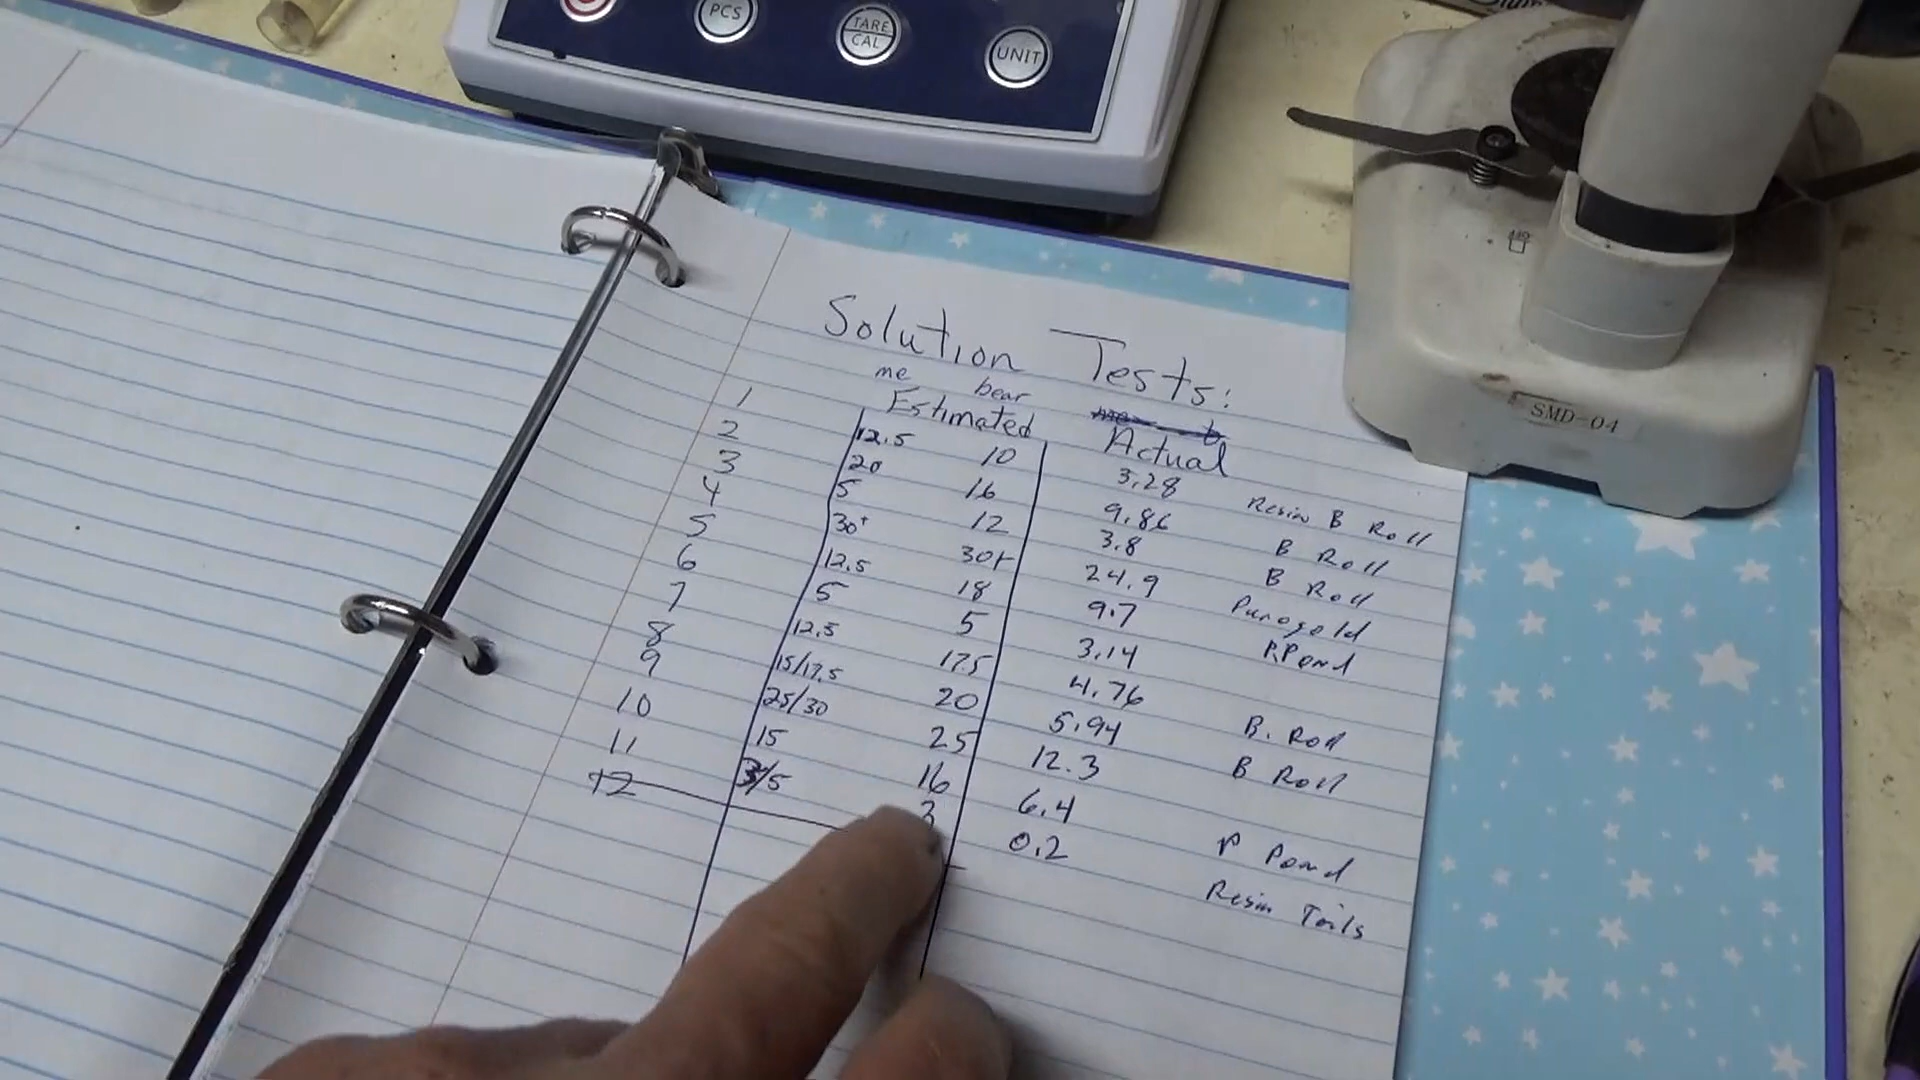 PCS
TARE
CAL
UNIT
SMD-04
Solution Tests:
me bear
Estimated Actual
1 12.5 10 3.28 Resin B Roll
2 20 16 9.86 B Roll
3 5 12 3.8 B Roll
4 30+ 30+ 24.9 Purogold
5 12.5 18 9.7 P Pond
6 5 5 3.14
7 12.5 17.5 4.76 B. Roll
8 15/17.5 20 5.94 B Roll
9 25/30 25 12.3
10 15 16 6.4 P Pond
11 3/5 3 0.2 Resin Tails
12